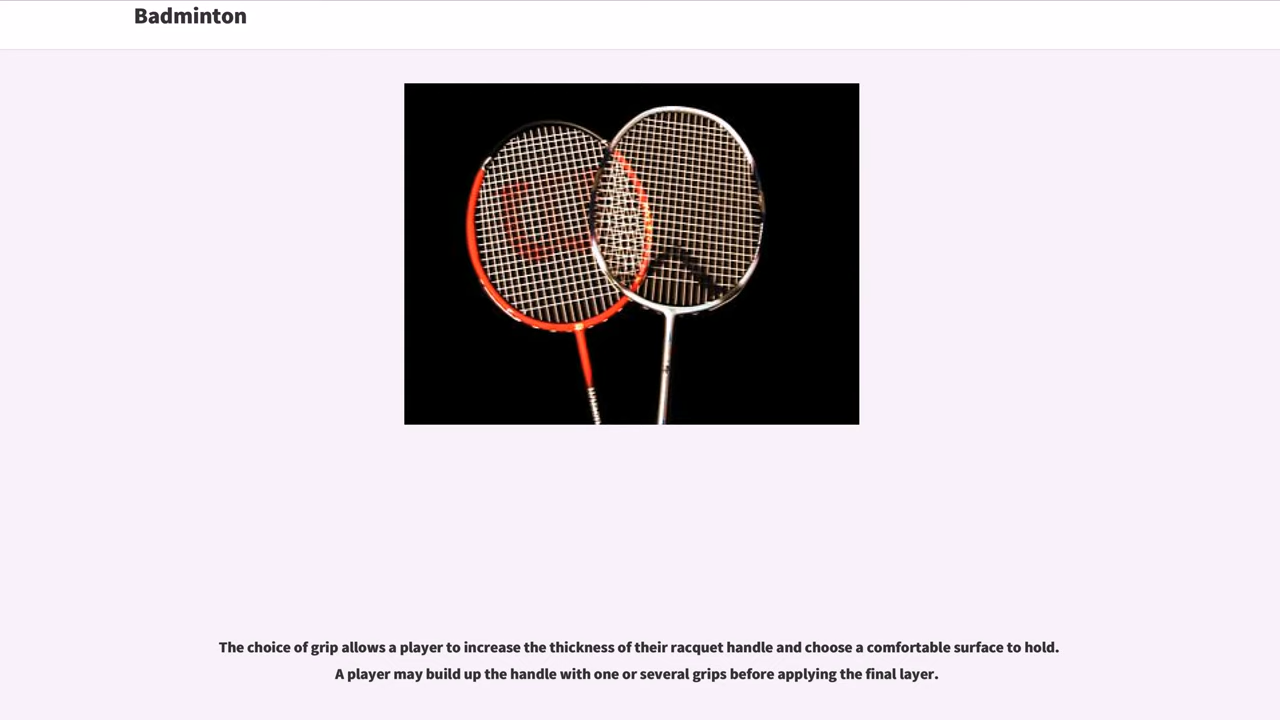 Badminton
The choice of grip allows a player to increase the thickness of their racquet handle and choose a comfortable surface to hold.
A player may build up the handle with one or several grips before applying the final layer.